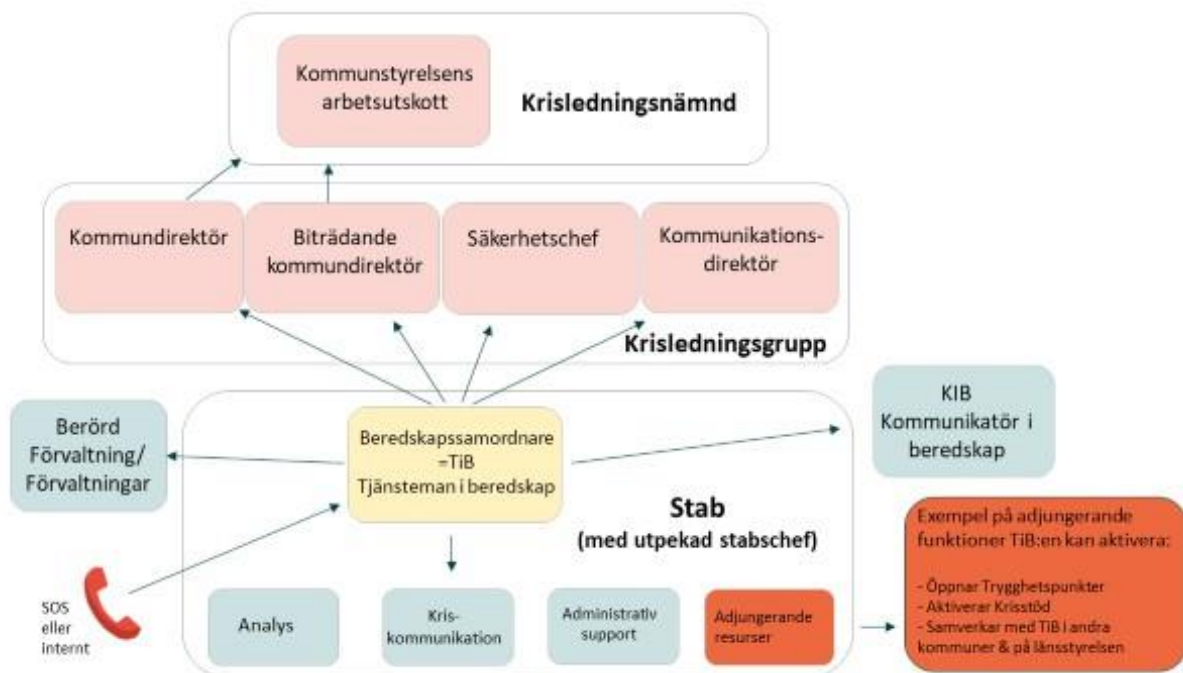 Kommunstyrelsens
arbetsutskott
Krisledningsnämnd
Kommundirektör
Biträdande
kommundirektör
Säkerhetschef
Kommunikations-
direktör
Krisledningsgrupp
Berörd
Förvaltning/
Förvaltningar
Beredskapssamordnare
=TiB
Tjänsteman i beredskap
KIB
Kommunikatör i
beredskap
Stab
(med utpekad stabschef)
SOS
eller
internt
Analys
Kris-
kommunikation
Administrativ
support
Adjungerande
resurser
Exempel på adjungerande
funktioner TiB:en kan aktivera:
- Öppnar Trygghetspunkter
- Aktiverar Krisstöd
- Samverkar med TiB i andra
kommuner & på länsstyrelsen